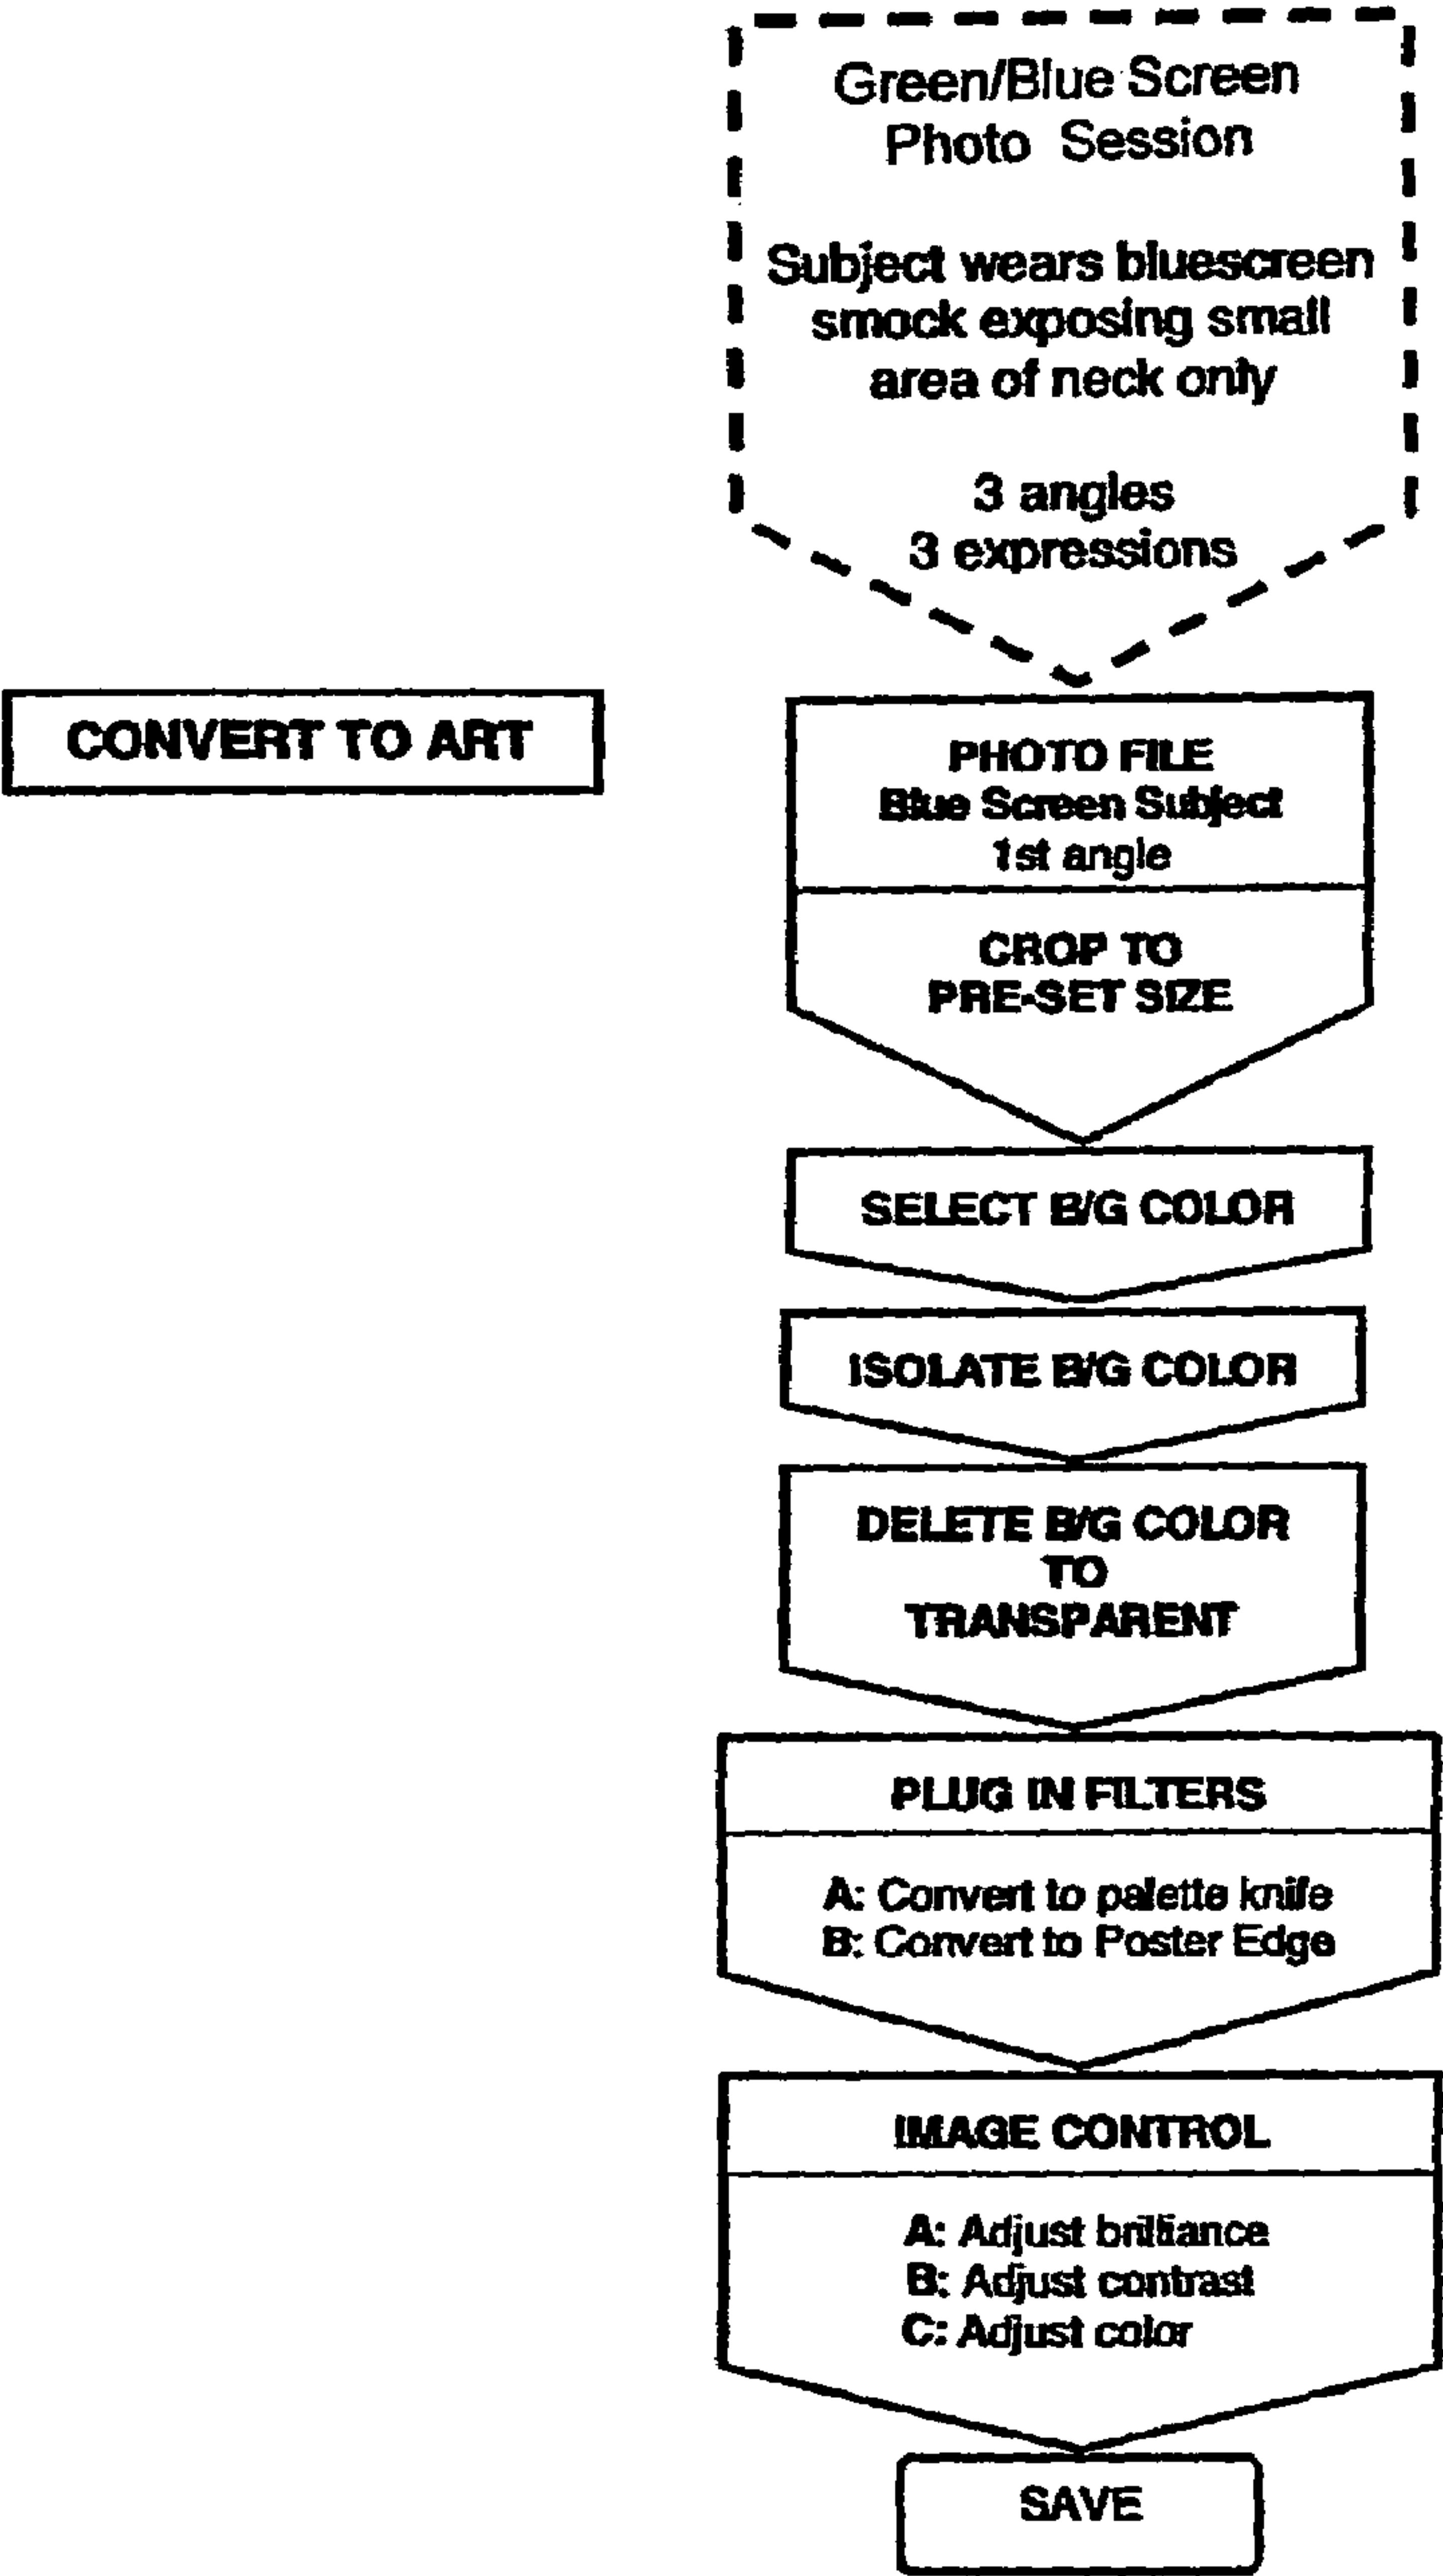 Green/Blue Screen
Photo Session
Subject wears bluescreen
smock exposing small
area of neck only
3 angles
3 expressions
CONVERT TO ART
PHOTO FILE
Blue Screen Subject
1st angle
CROP TO
PRE-SET SIZE
SELECT B/G COLOR
ISOLATE B/G COLOR
DELETE B/G COLOR
TO
TRANSPARENT
PLUG IN FILTERS
A: Convert to palette knife
B: Convert to Poster Edge
IMAGE CONTROL
A: Adjust brilliance
B: Adjust contrast
C: Adjust color
SAVE